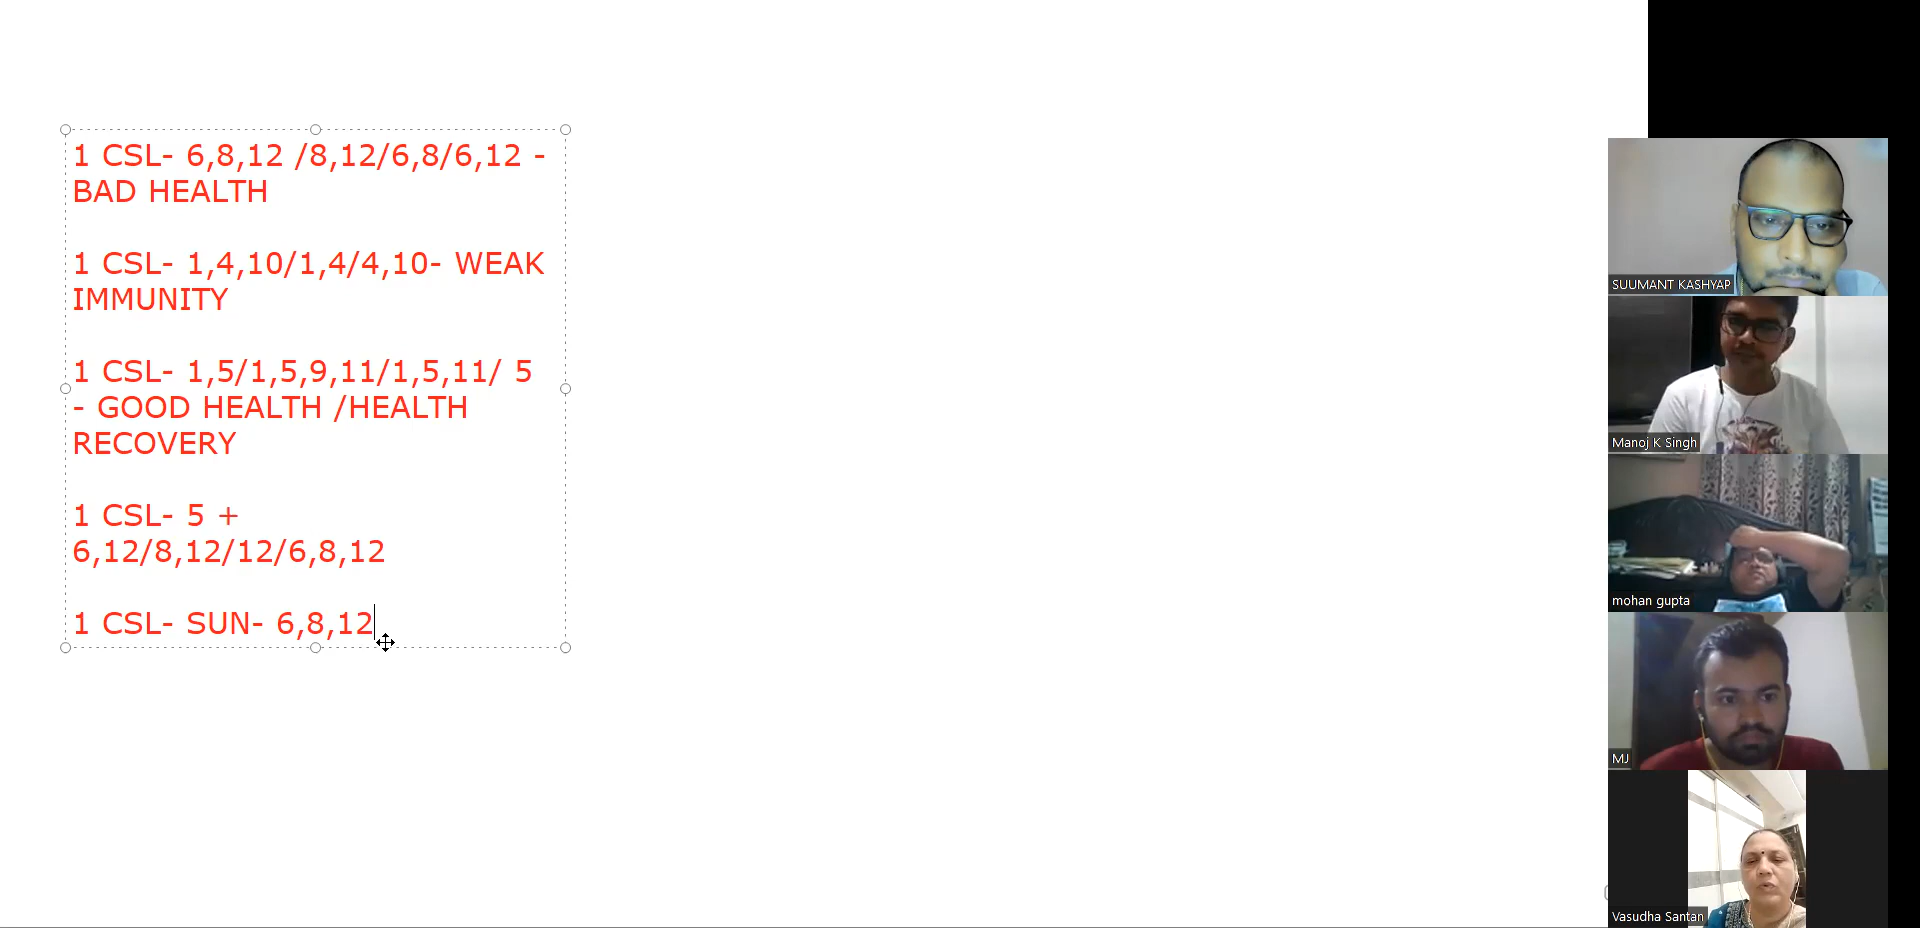 1 CSL- 6,8,12 /8,12/6,8/6,12 -
BAD HEALTH
1 CSL- 1,4,10/1,4/4,10- WEAK
IMMUNITY
1 CSL- 1,5/1,5,9,11/1,5,11/ 5
- GOOD HEALTH /HEALTH
RECOVERY
1 CSL- 5 +
6,12/8,12/12/6,8,12
1 CSL- SUN- 6,8,12
SUUMANT KASHYAP
Manoj K Singh
mohan gupta
MJ
Vasudha Santan